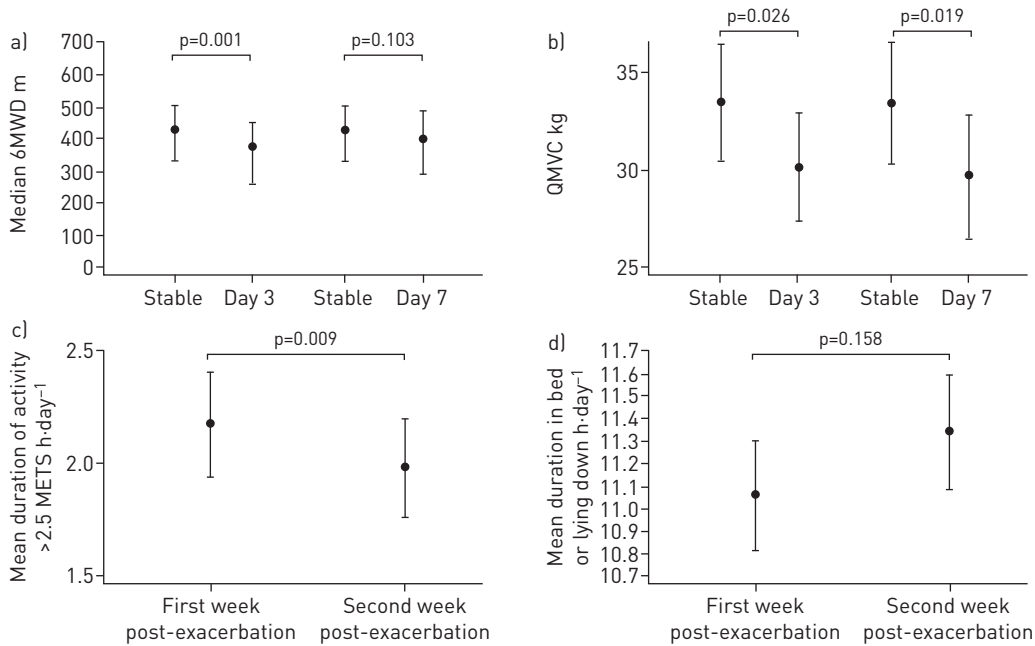 a)
p=0.001
p=0.103
Median 6MWD m
700
600
500
400
300
200
100
0
Stable
Day 3
Stable
Day 7
b)
p=0.026
p=0.019
QMVC kg
35
30
25
Stable
Day 3
Stable
Day 7
c)
p=0.009
Mean duration of activity
>2.5 METS h·day⁻¹
2.5
2.0
1.5
First week
post-exacerbation
Second week
post-exacerbation
d)
p=0.158
Mean duration in bed
or lying down h·day⁻¹
11.7
11.6
11.5
11.4
11.3
11.2
11.1
11.0
10.9
10.8
10.7
First week
post-exacerbation
Second week
post-exacerbation